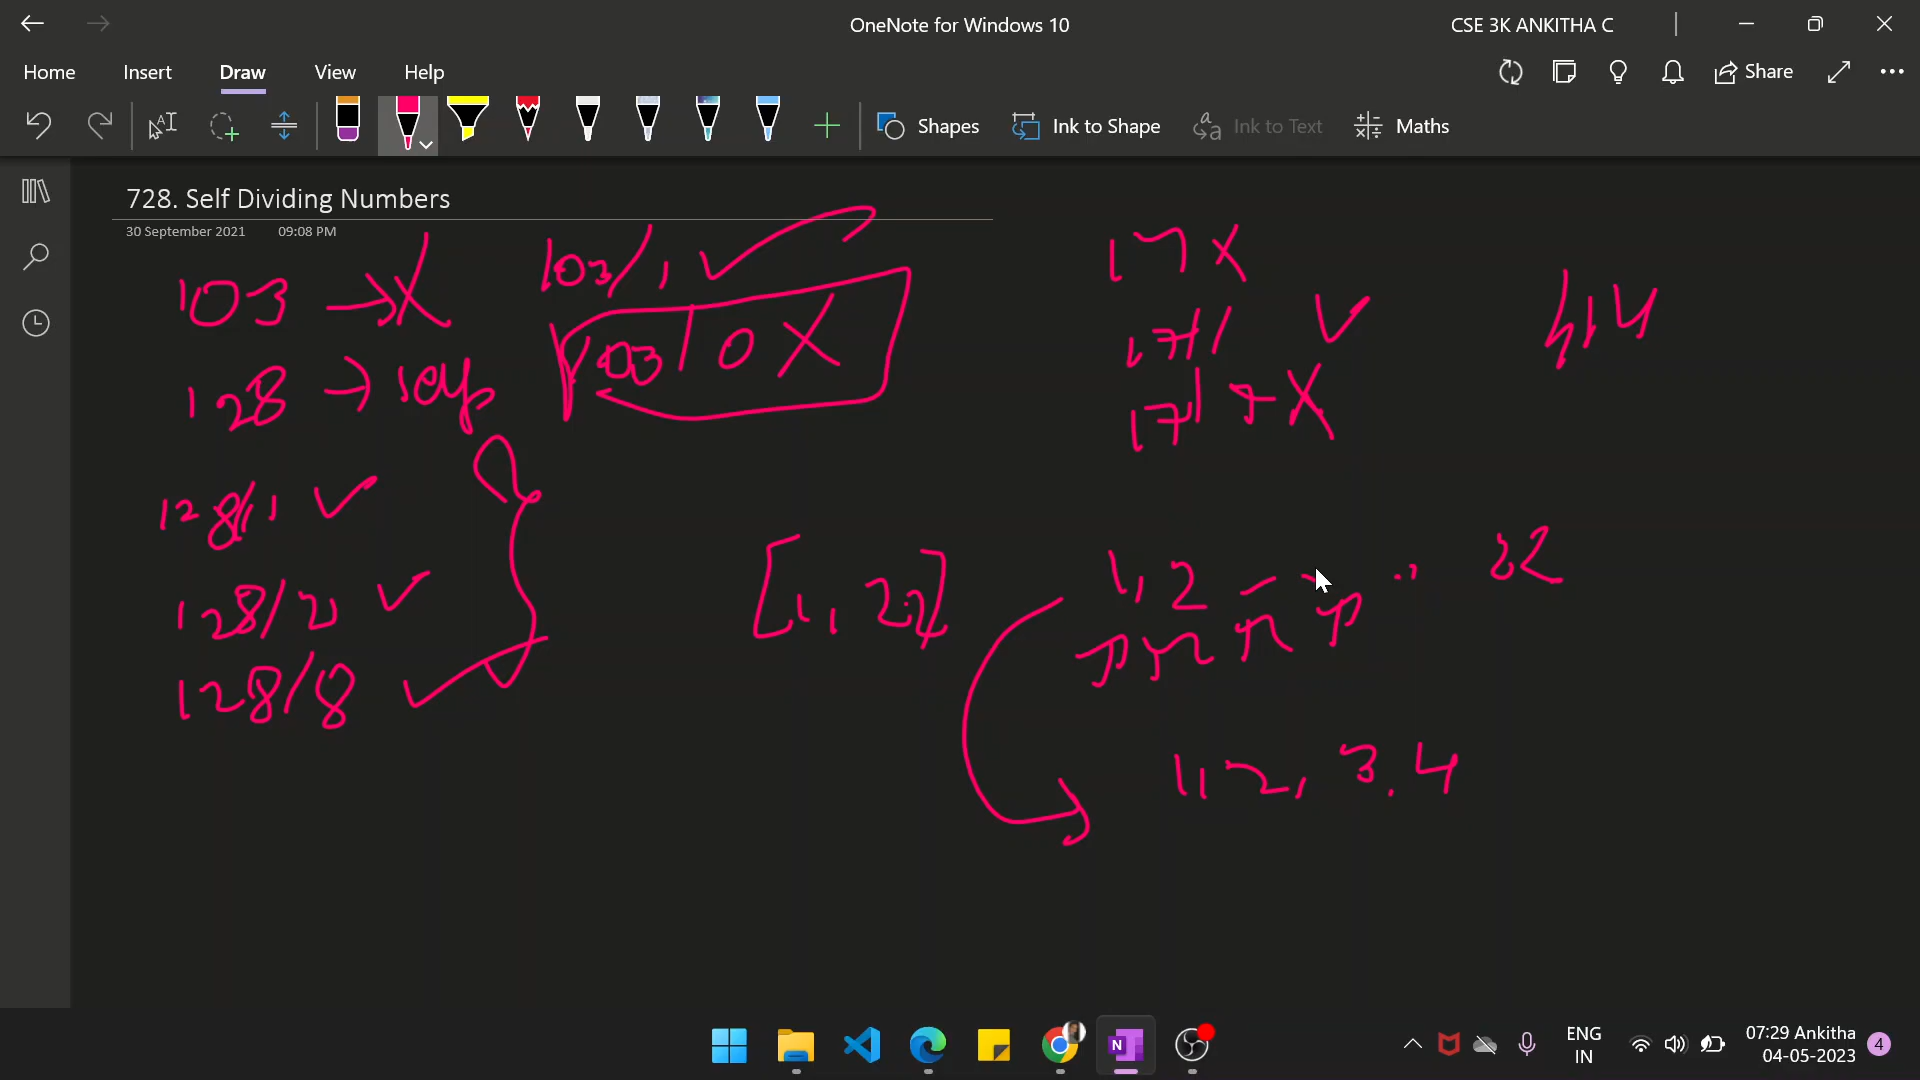 OneNote for Windows 10
CSE 3K ANKITHA C
Home Insert Draw View Help
Share
Shapes Ink to Shape Ink to Text Maths
728. Self Dividing Numbers
30 September 2021 09:08 PM
103 → X
103/1 ✓
103/0 X
128 →
128/1 ✓
128/2 ✓
128/8 ✓
17 X
17/1 ✓
17/7 X
[1, 22]
1, 2 - - .. 22
1, 2, 3, 4
ENG
IN
07:29 Ankitha
04-05-2023
4